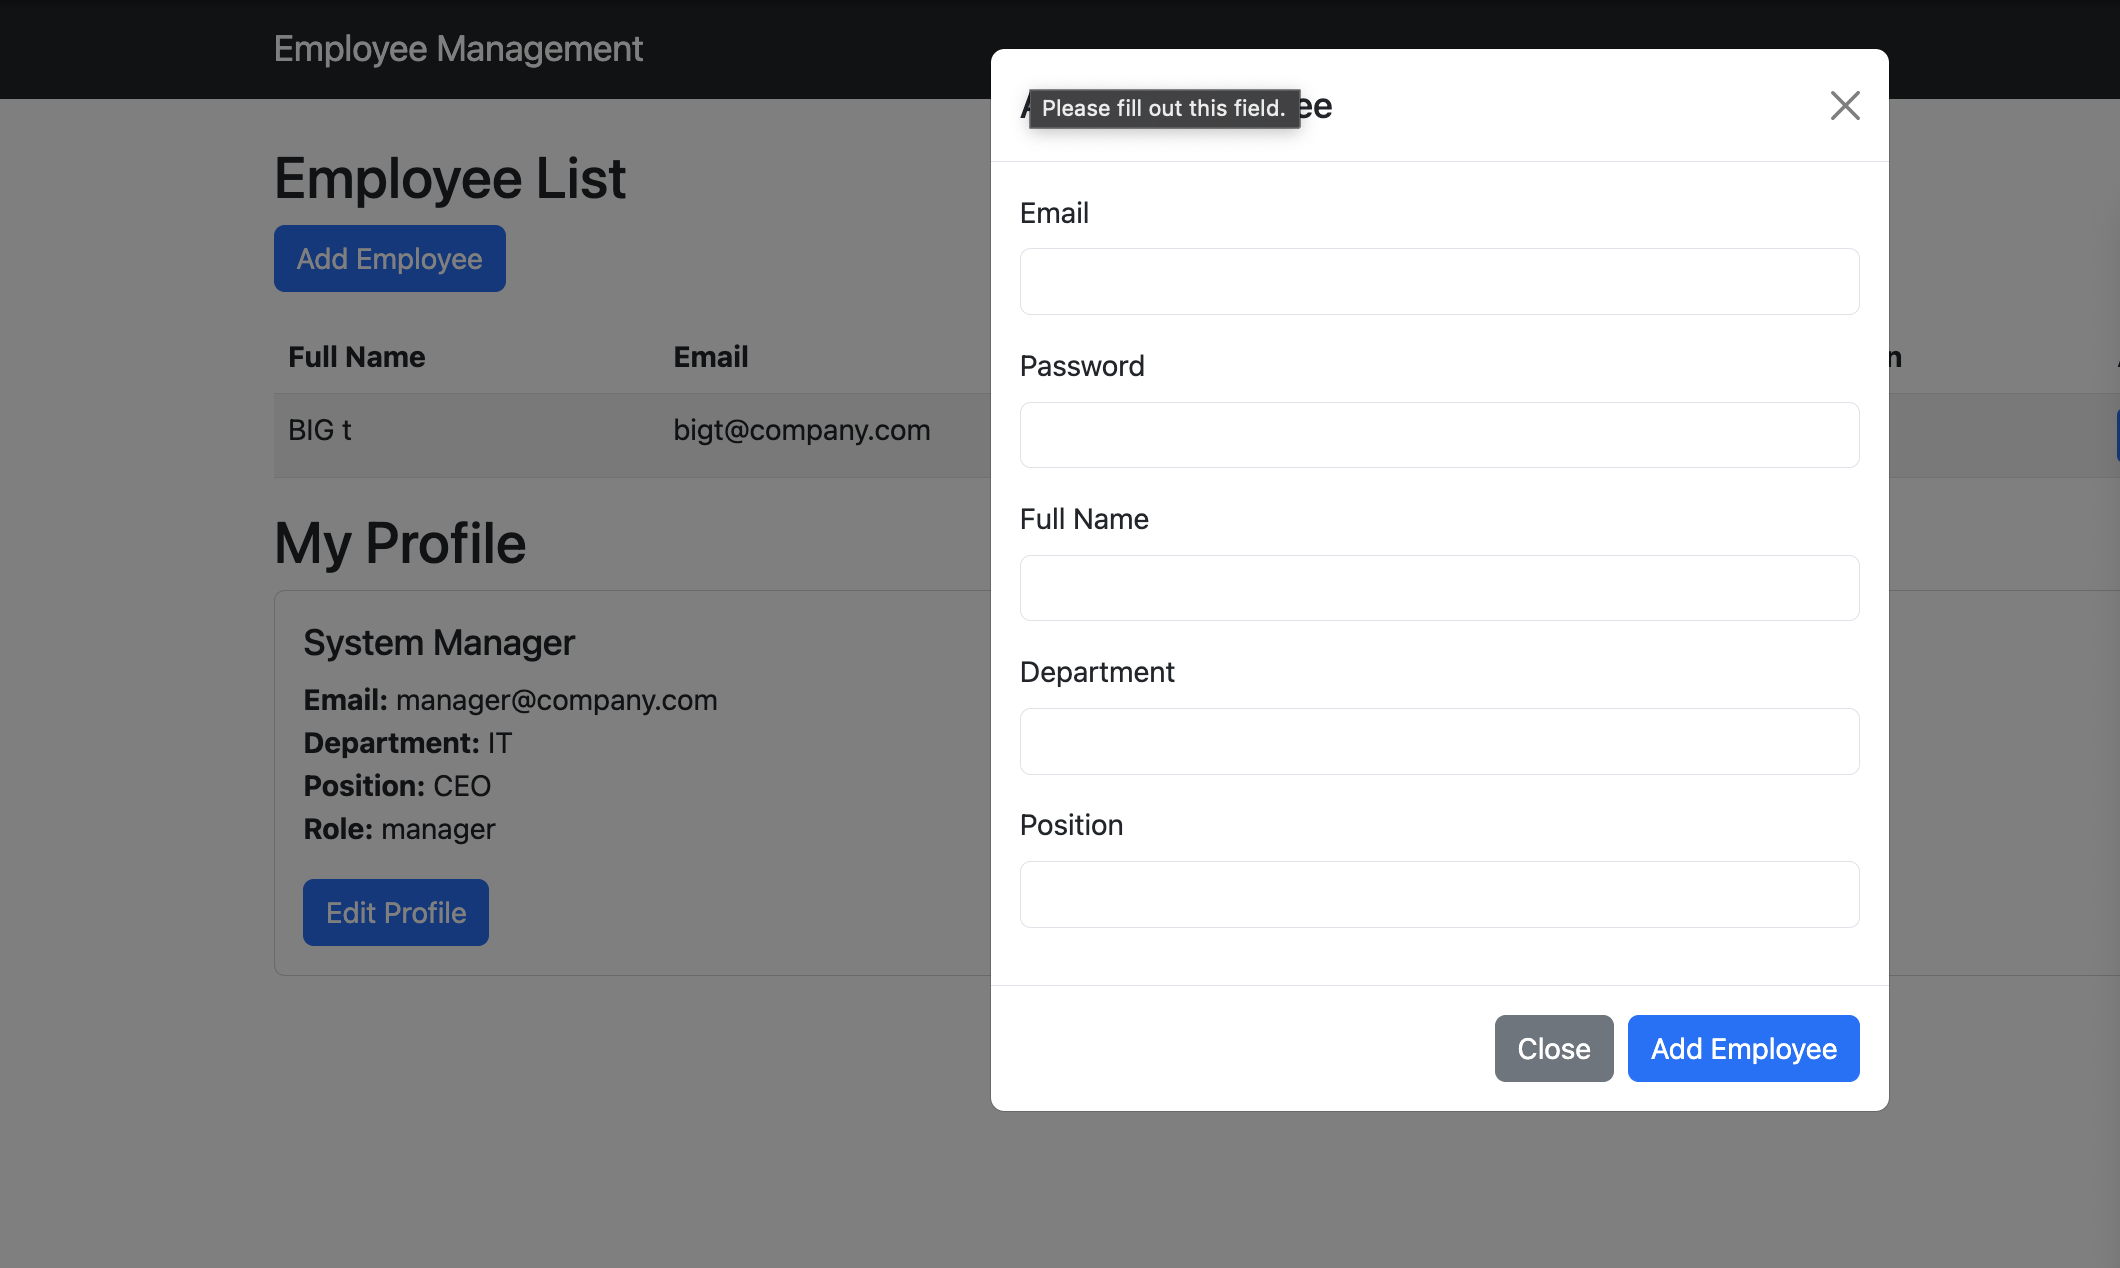 Employee Management
Employee List
Add Employee
Full Name Email
BIG t bigt@company.com
My Profile
System Manager
Email: manager@company.com
Department: IT
Position: CEO
Role: manager
Edit Profile
Please fill out this field.
Email
Password
Full Name
Department
Position
Close Add Employee